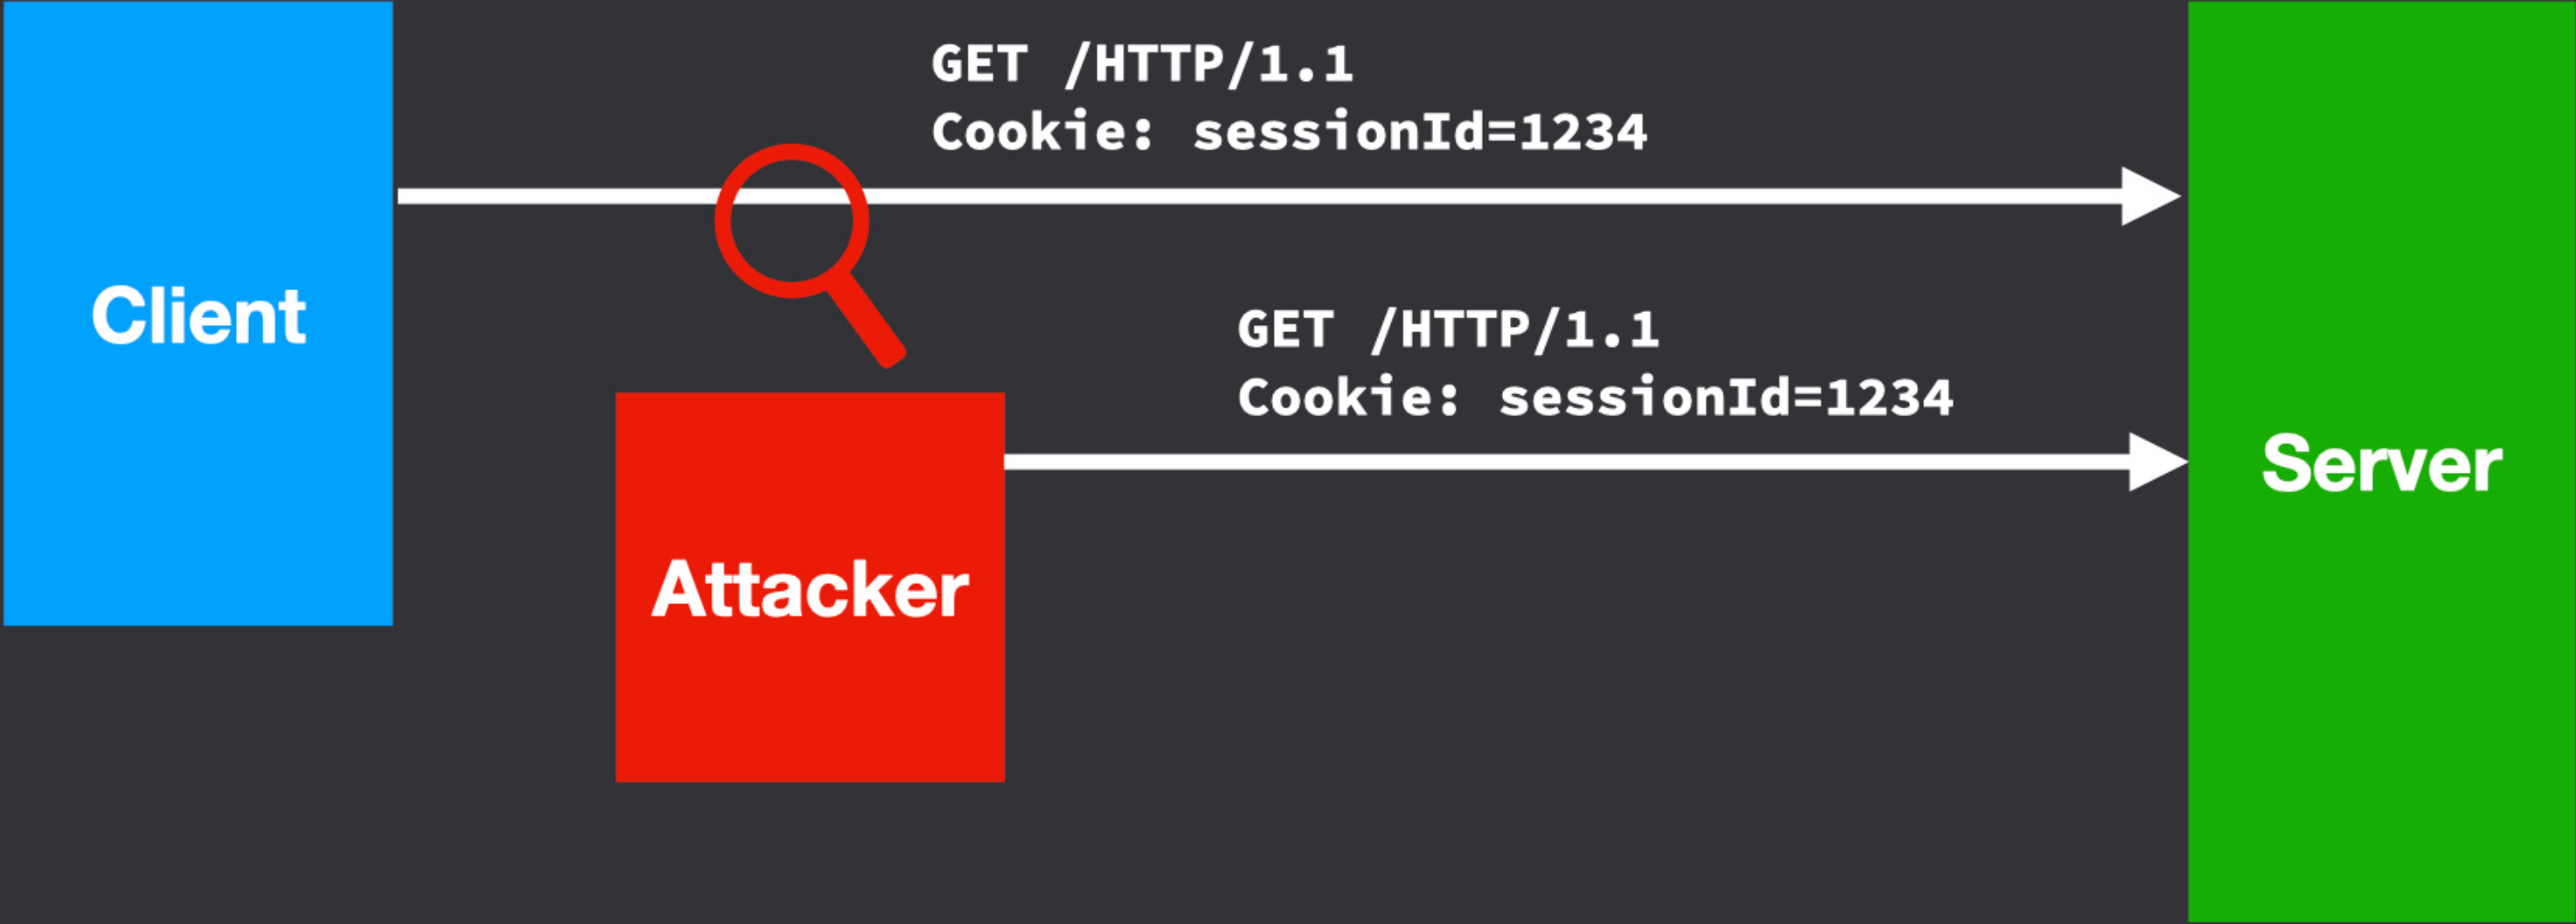 GET /HTTP/1.1
Cookie: sessionId=1234
Client
GET /HTTP/1.1
Cookie: sessionId=1234
Server
Attacker